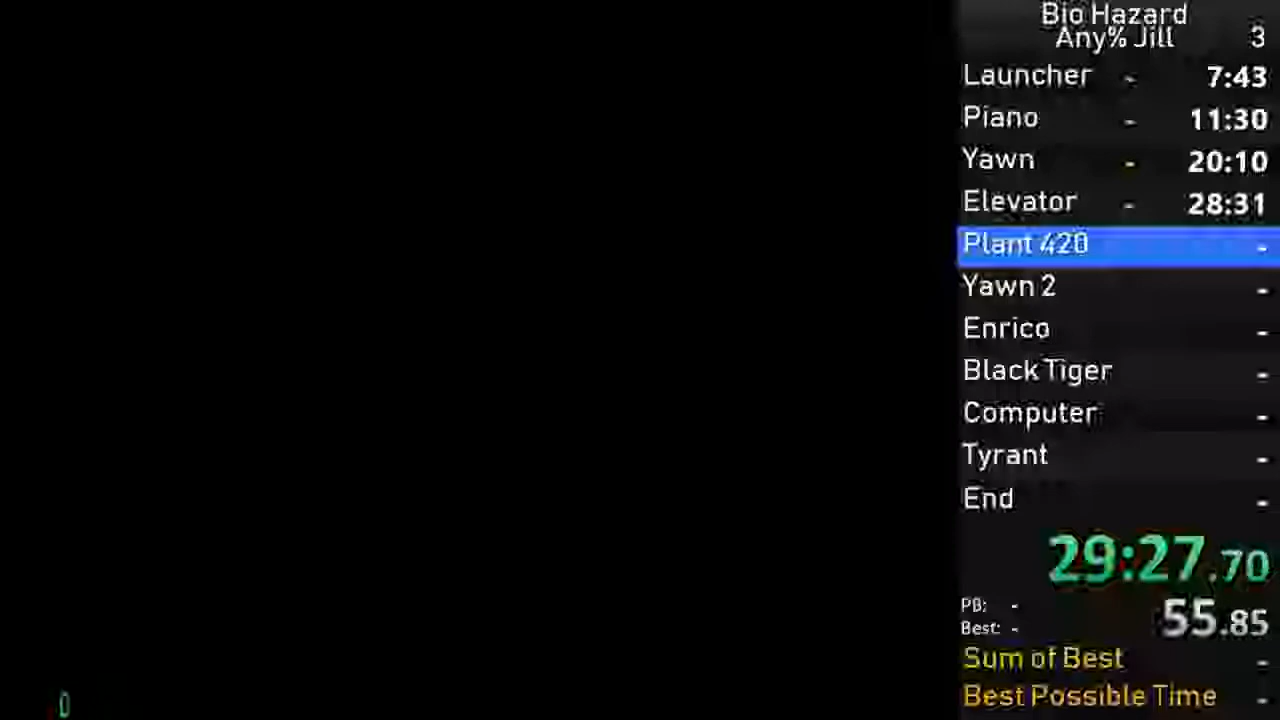 Bio Hazard
Any% Jill 3
Launcher - 7:43
Piano - 11:30
Yawn - 20:10
Elevator - 28:31
Plant 420 -
Yawn 2 -
Enrico -
Black Tiger -
Computer -
Tyrant -
End -
29:27.70
PB: - 55.85
Best: -
Sum of Best -
Best Possible Time -
0